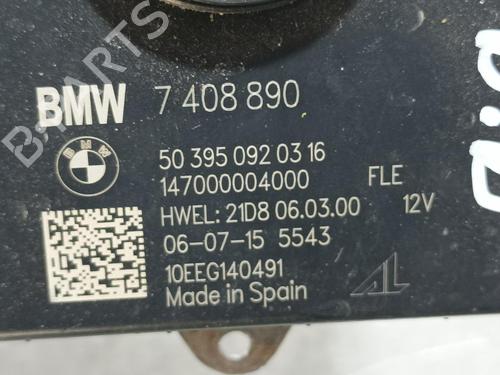 BMW 7 408 890
BMW
50 395 092 03 16
147000004000 FLE
HWEL: 21D8 06.03.00 12V
06-07-15 5543
10EEG140491
Made in Spain
AL